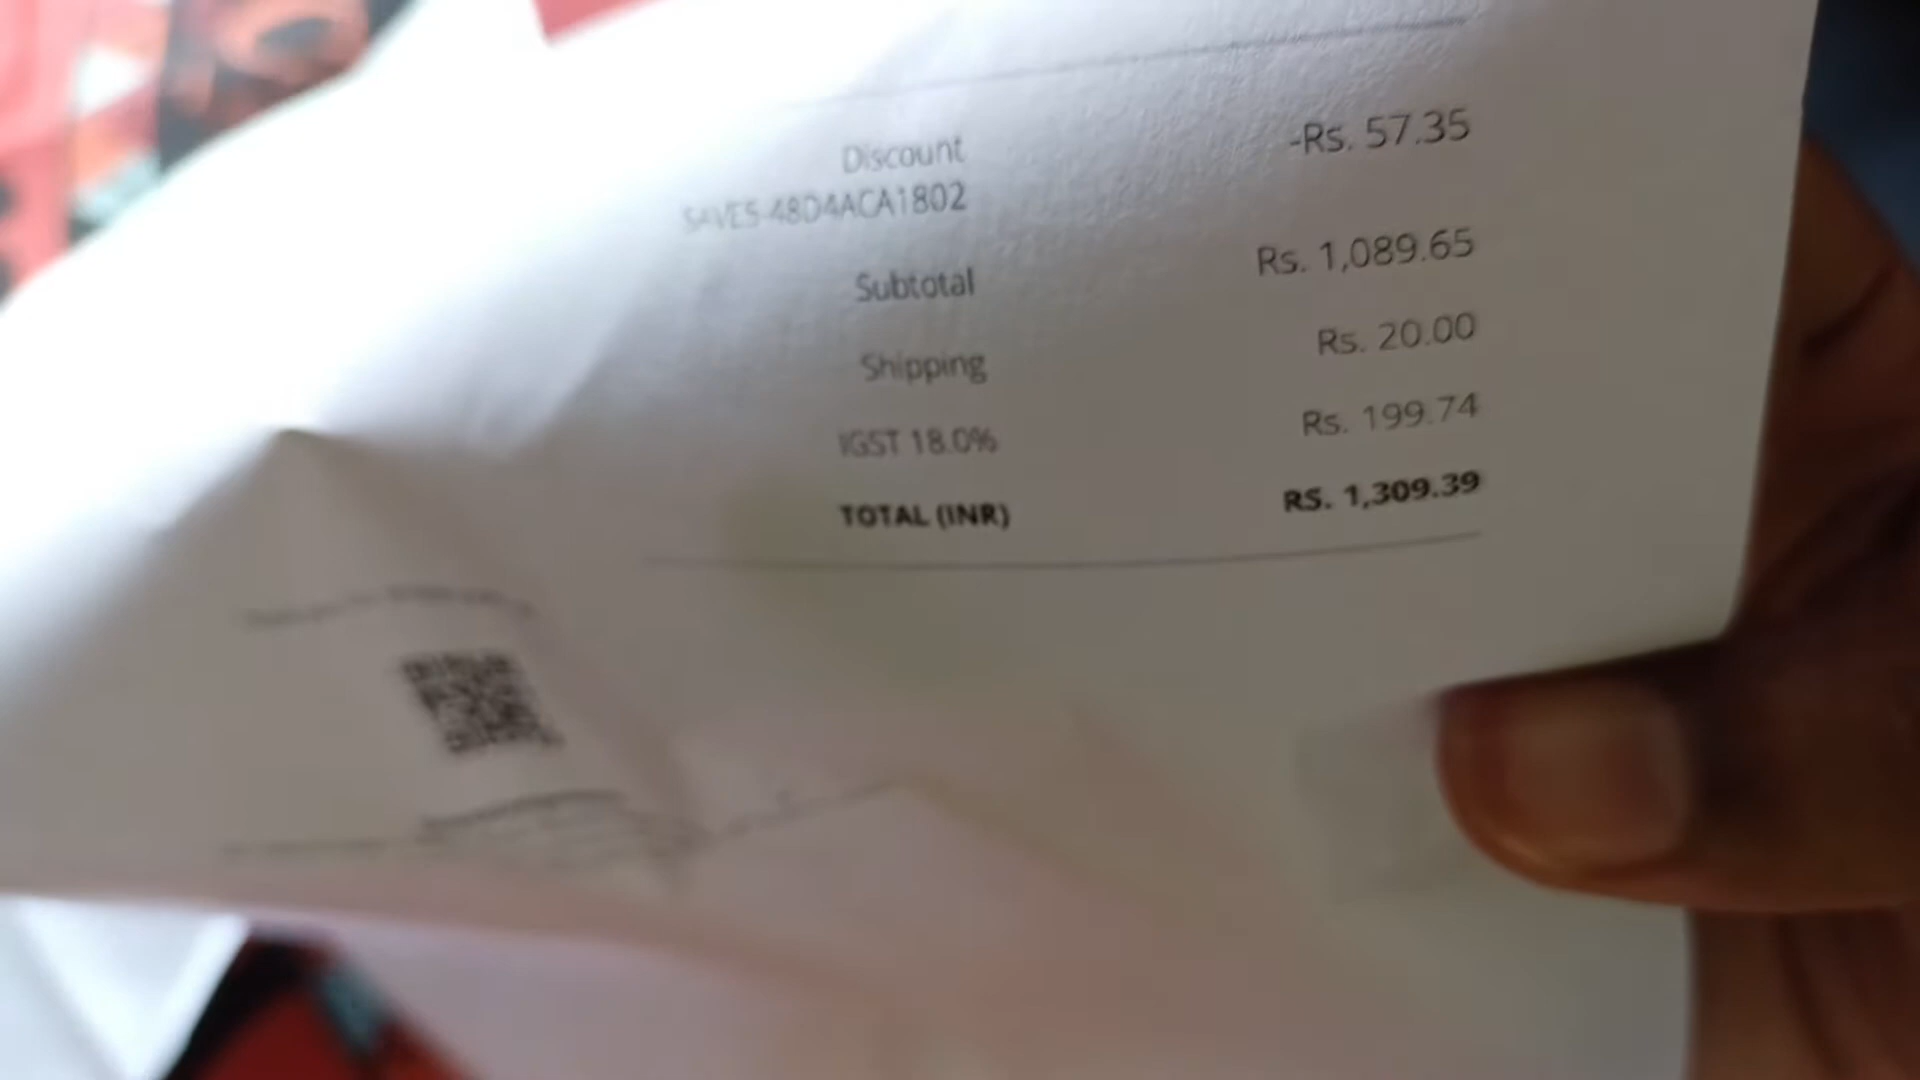 Discount -Rs. 57.35
SAVE5-48D4ACA1802
Subtotal Rs. 1,089.65
Shipping Rs. 20.00
IGST 18.0% Rs. 199.74
TOTAL (INR) RS. 1,309.39